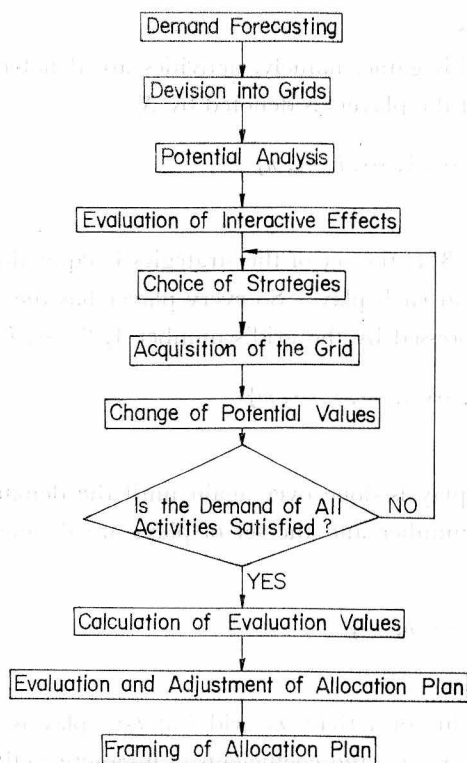 Demand Forecasting
Devision into Grids
Potential Analysis
Evaluation of Interactive Effects
Choice of Strategies
Acquisition of the Grid
Change of Potential Values
Is the Demand of All
Activities Satisfied ?
NO
YES
Calculation of Evaluation Values
Evaluation and Adjustment of Allocation Plan
Framing of Allocation Plan